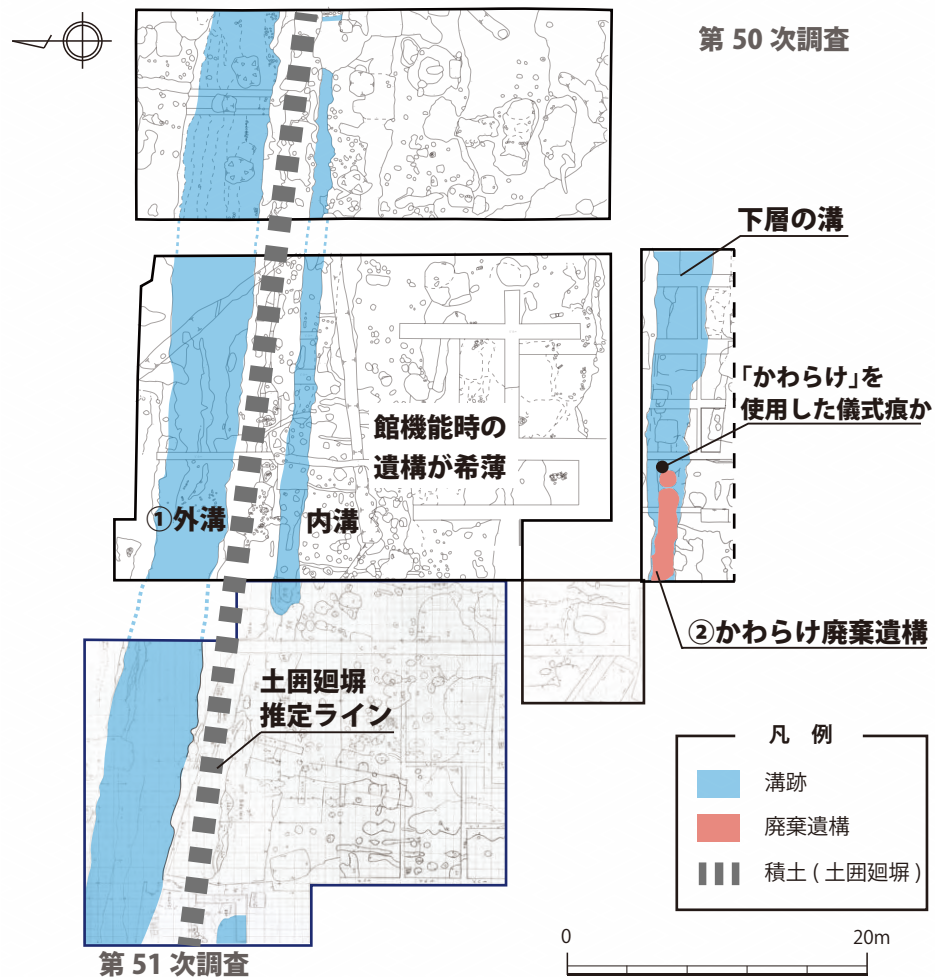 第 50 次調査
下層の溝
「かわらけ」を
使用した儀式痕か
館機能時の
遺構が希薄
①外溝
内溝
②かわらけ廃棄遺構
土囲廻塀
推定ライン
凡 例
溝跡
廃棄遺構
積土 ( 土囲廻塀 )
0
20m
第 51 次調査